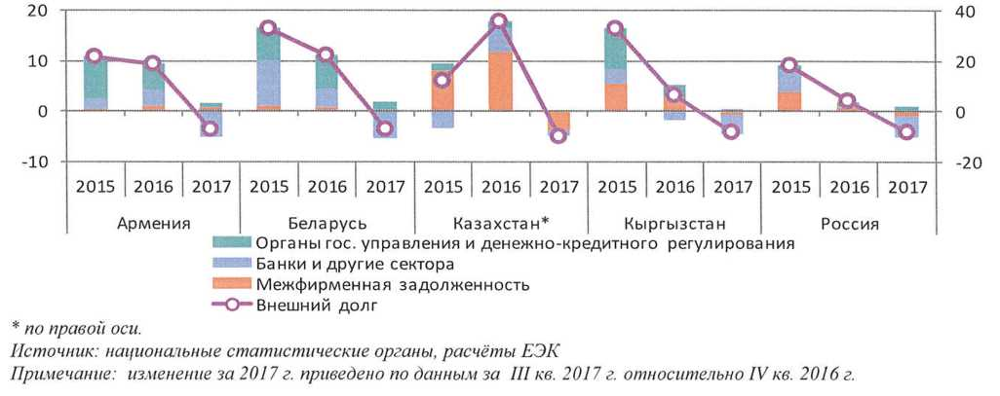 20 40
10 20
0 0
-10 -20
2015 2016 2017 2015 2016 2017 2015 2016 2017 2015 2016 2017 2015 2016 2017
Армения Беларусь Казахстан* Кыргызстан Россия
Органы гос. управления и денежно-кредитного регулирования
Банки и другие сектора
Межфирменная задолженность
Внешний долг
* по правой оси.
Источник: национальные статистические органы, расчёты ЕЭК
Примечание: изменение за 2017 г. приведено по данным за III кв. 2017 г. относительно IV кв. 2016 г.